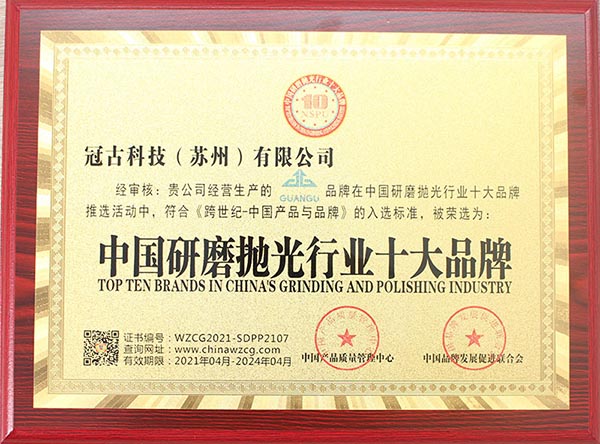 10
NSPU
冠古科技（苏州）有限公司
经审核：贵公司经营生产的 GUANGU 品牌在中国研磨抛光行业十大品牌
推选活动中，符合《跨世纪-中国产品与品牌》的入选标准，被荣选为：
中国研磨抛光行业十大品牌
TOP TEN BRANDS IN CHINA'S GRINDING AND POLISHING INDUSTRY
证书编号：WZCG2021-SDPP2107
查询网址：www.chinawzcg.com
有效期限：2021年04月-2024年04月
中国产品质量管理中心
中国品牌发展促进联合会